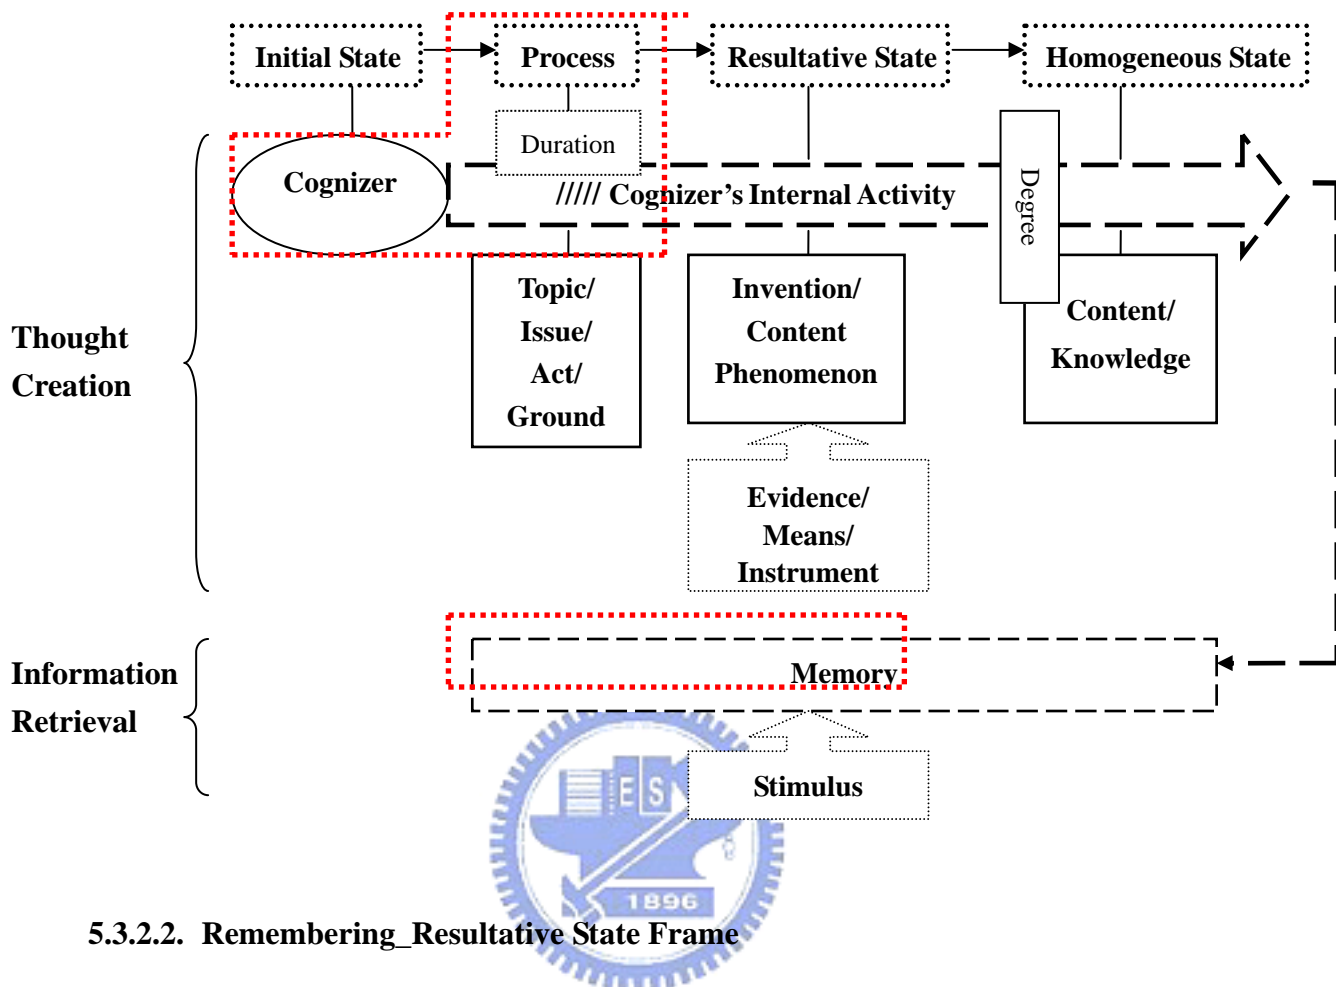 Initial State
Process
Resultative State
Homogeneous State
Duration
Cognizer
///// Cognizer’s Internal Activity
Degree
Thought
Creation
Topic/
Issue/
Act/
Ground
Invention/
Content
Phenomenon
Content/
Knowledge
Evidence/
Means/
Instrument
Information
Retrieval
Memory
Stimulus
E S
1896
5.3.2.2. Remembering_Resultative State Frame